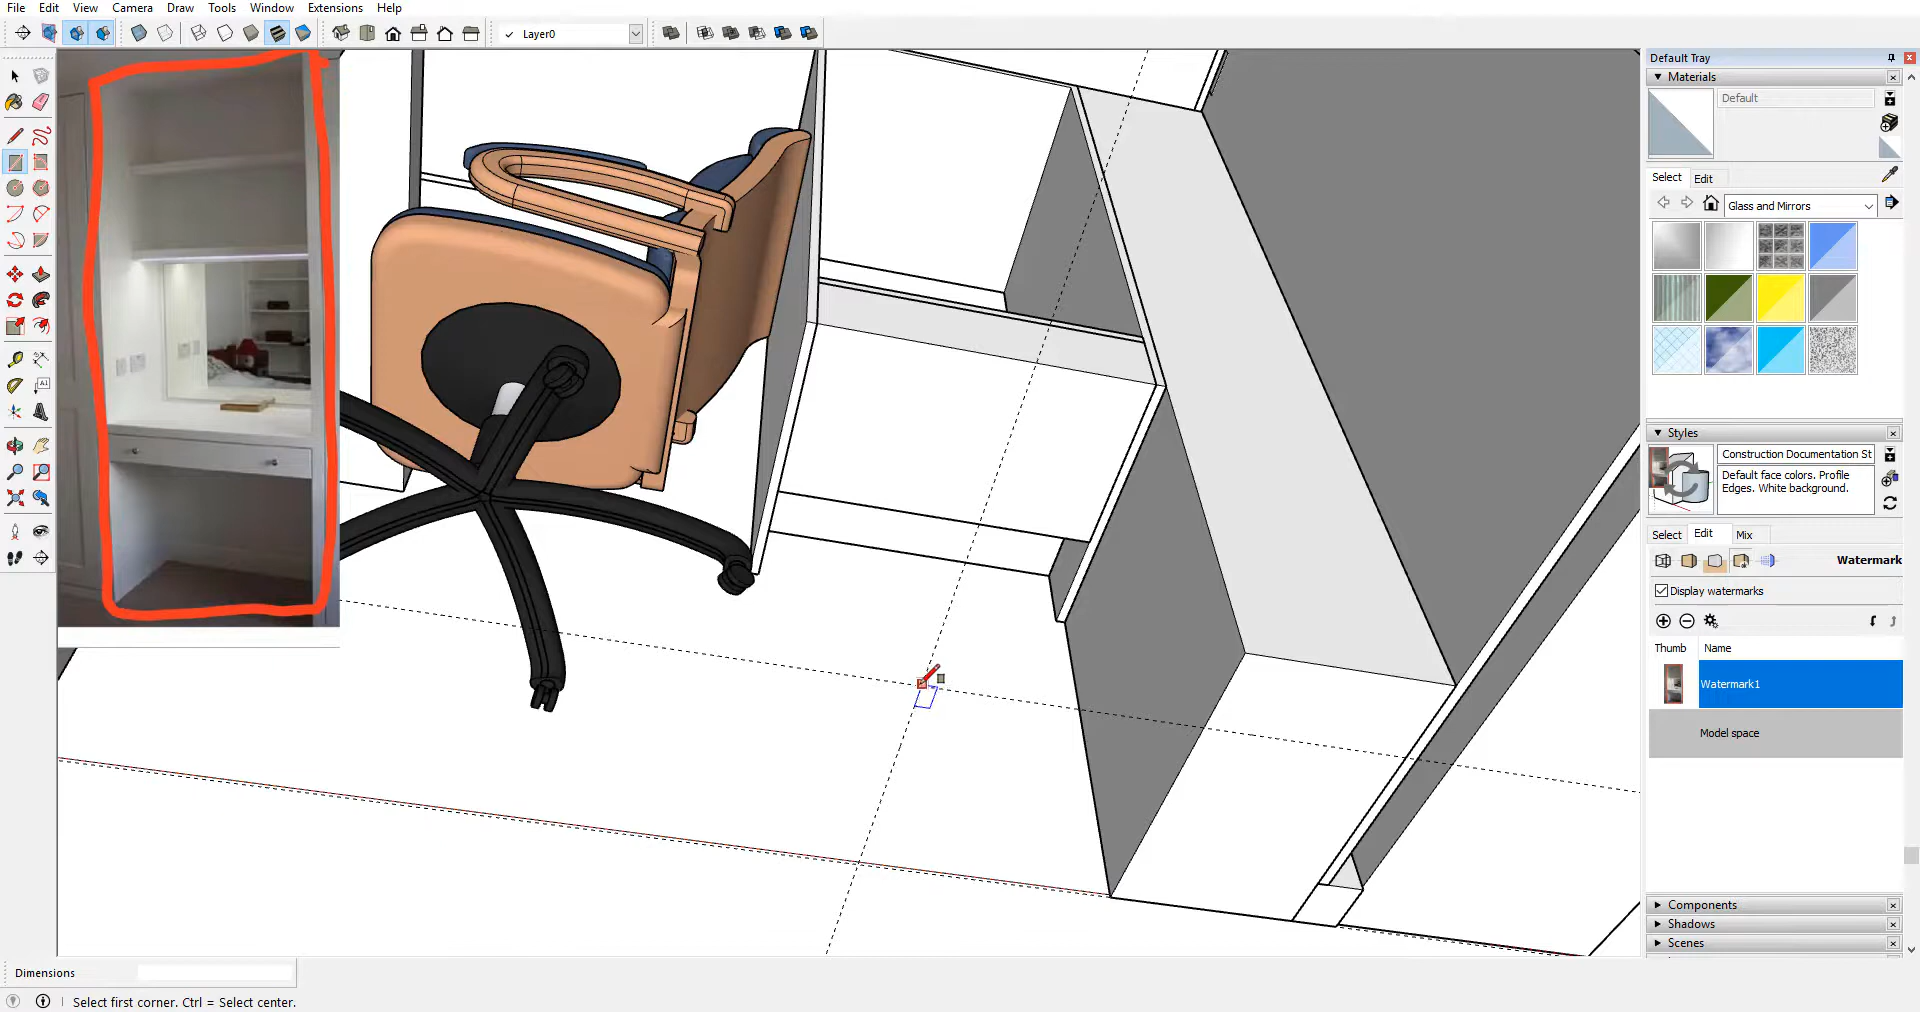 File Edit View Camera Draw Tools Window Extensions Help
✓ Layer0
Default Tray
Materials
Default
Select Edit
Glass and Mirrors
Styles
Construction Documentation St
Default face colors. Profile
Edges. White background.
Select Edit Mix
Watermark
Display watermarks
Thumb Name
Watermark1
Model space
Components
Shadows
Scenes
Dimensions
Select first corner. Ctrl = Select center.